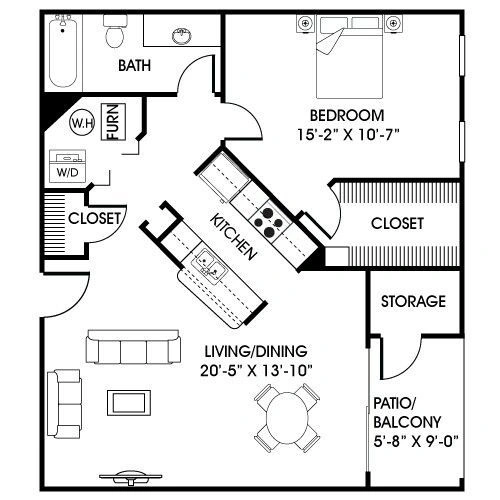 BATH
BEDROOM
15'-2" X 10'-7"
W.H
FURN
W/D
CLOSET
KITCHEN
CLOSET
STORAGE
LIVING/DINING
20'-5" X 13'-10"
PATIO/
BALCONY
5'-8" X 9'-0"